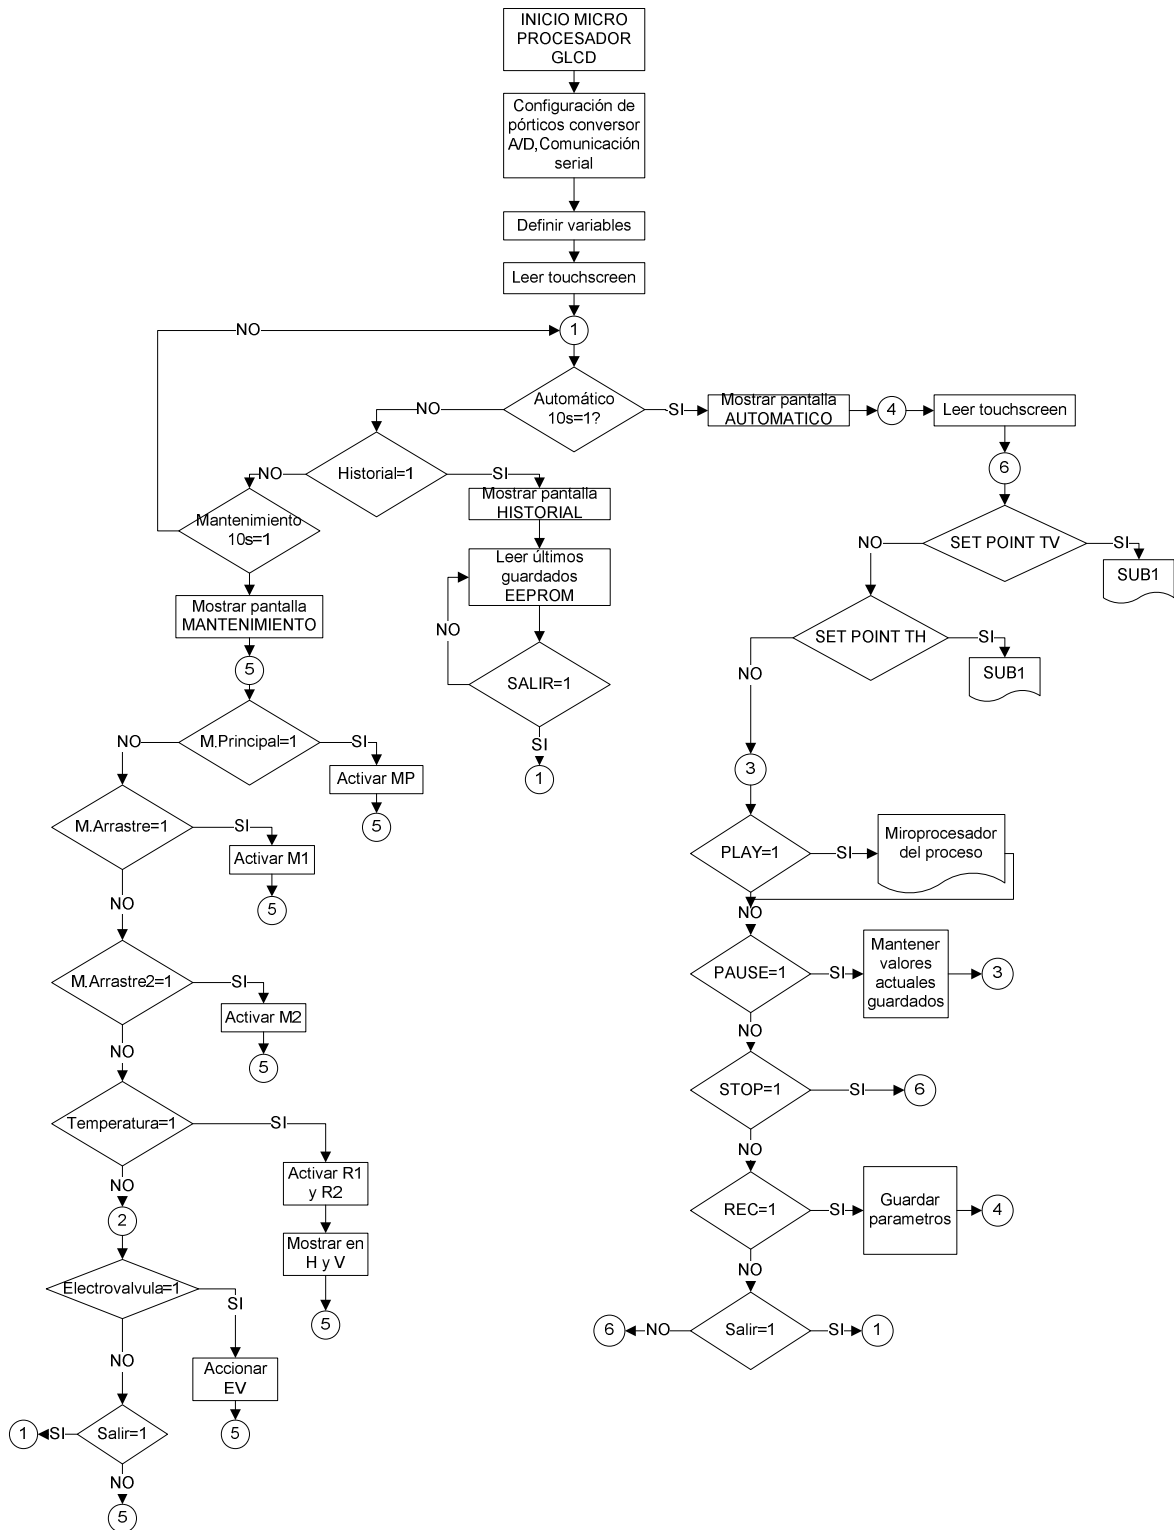 INICIO MICRO
PROCESADOR
GLCD
Configuración de
pórticos conversor
A/D,Comunicación
serial
Definir variables
Leer touchscreen
NO
1
Automático
10s=1?
NO
SI
Mostrar pantalla
AUTOMATICO
4
Leer touchscreen
6
Historial=1
NO
SI
Mostrar pantalla
HISTORIAL
Mantenimiento
10s=1
Leer últimos
guardados
EEPROM
NO
SALIR=1
SI
1
SET POINT TV
NO
SI
SUB1
SET POINT TH
SI
SUB1
NO
3
Mostrar pantalla
MANTENIMIENTO
5
M.Principal=1
NO
SI
Activar MP
5
M.Arrastre=1
SI
Activar M1
5
NO
M.Arrastre2=1
SI
Activar M2
5
NO
Temperatura=1
SI
Activar R1
y R2
Mostrar en
H y V
5
NO
2
Electrovalvula=1
SI
Accionar
EV
5
NO
Salir=1
SI
1
NO
5
PLAY=1
SI
Miroprocesador
del proceso
NO
PAUSE=1
SI
Mantener
valores
actuales
guardados
3
NO
STOP=1
SI
6
NO
REC=1
SI
Guardar
parametros
4
NO
Salir=1
NO
6
SI
1